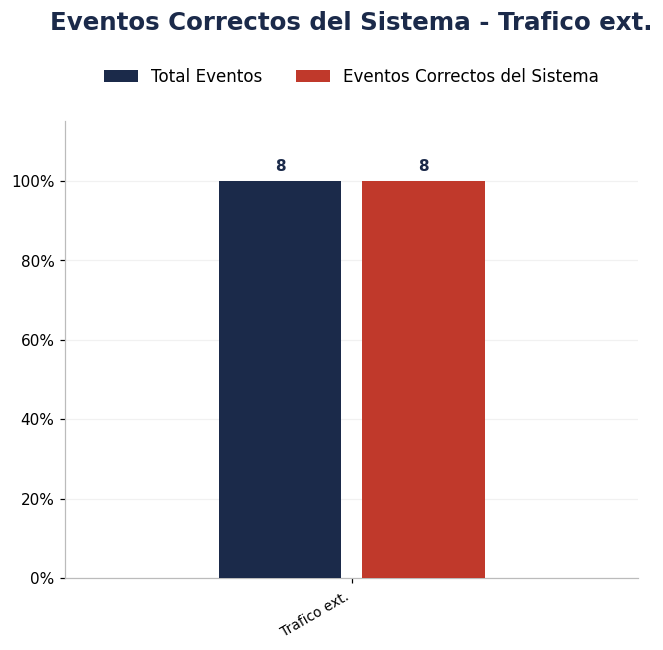 Eventos Correctos del Sistema - Trafico ext.
Total Eventos
Eventos Correctos del Sistema
8
8
100%
80%
60%
40%
20%
0%
Trafico ext.